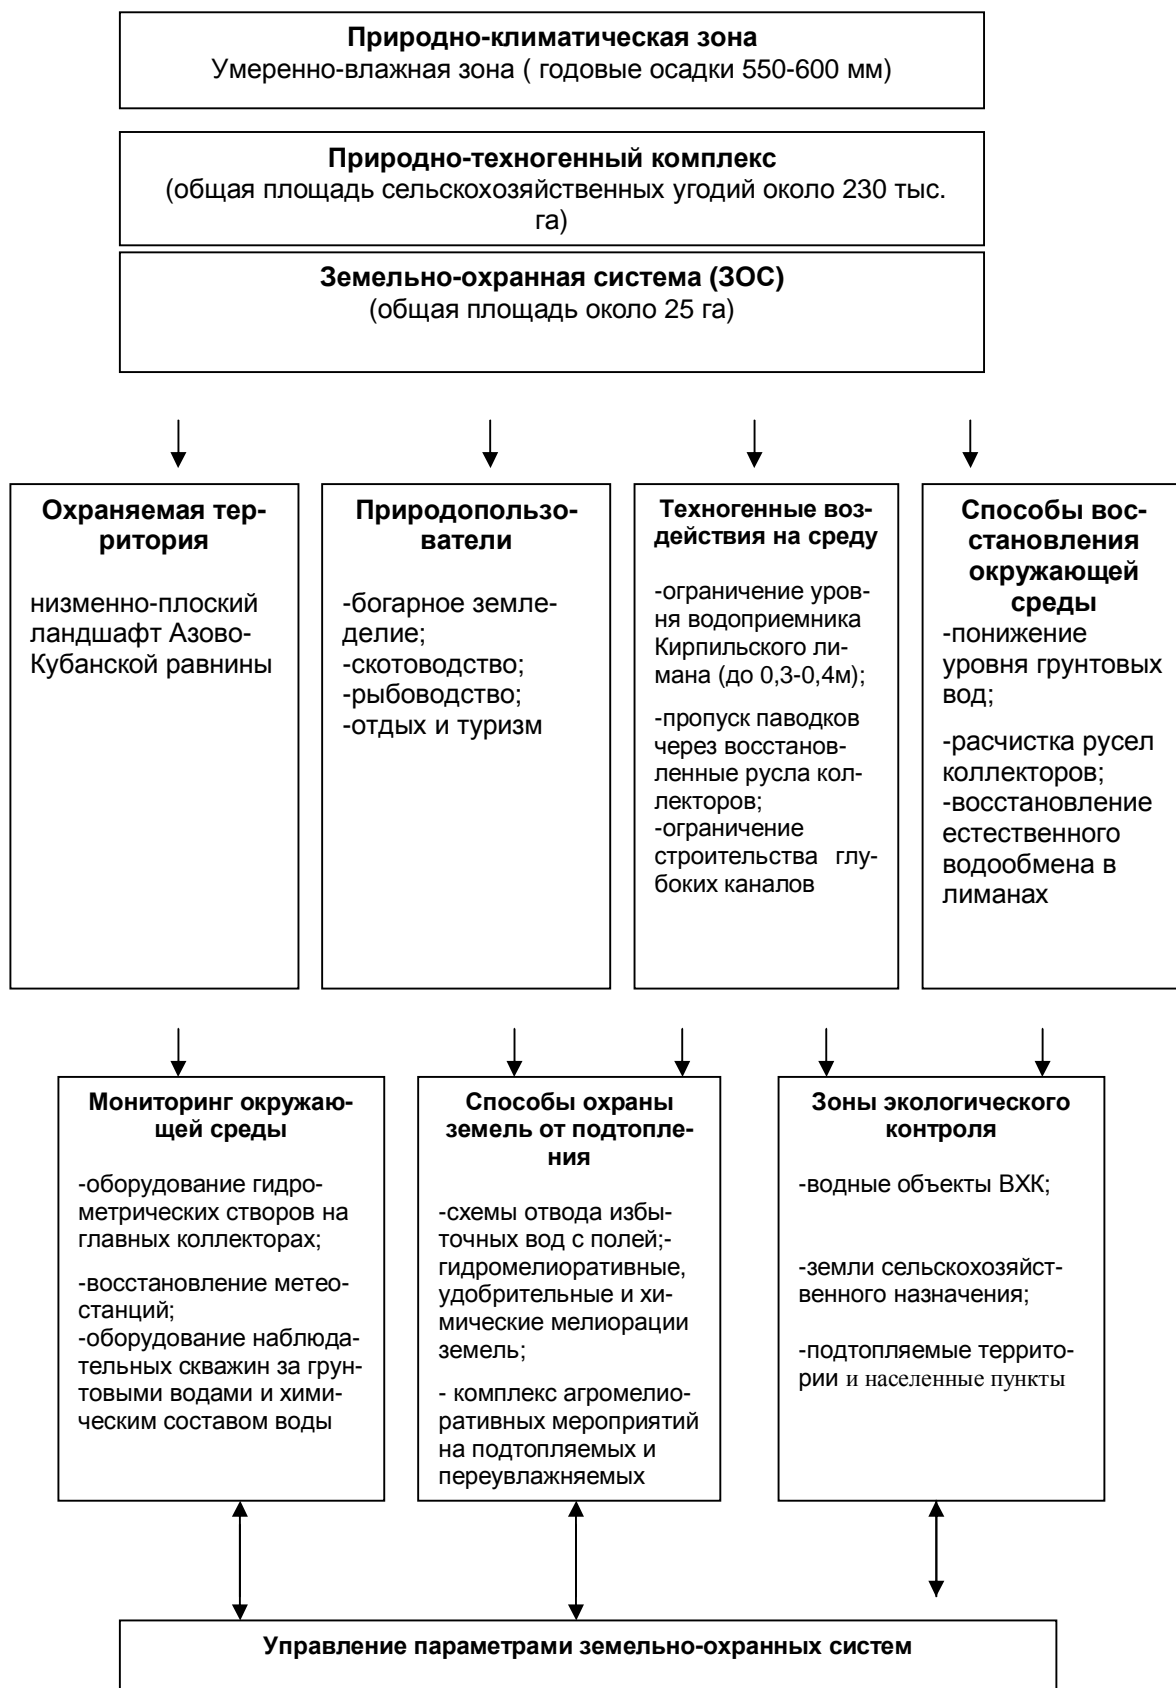 Природно-климатическая зона
Умеренно-влажная зона ( годовые осадки 550-600 мм)
Природно-техногенный комплекс
(общая площадь сельскохозяйственных угодий около 230 тыс.
га)
Земельно-охранная система (ЗОС)
(общая площадь около 25 га)
Охраняемая тер-
ритория
низменно-плоский
ландшафт Азово-
Кубанской равнины
Природопользо-
ватели
-богарное земле-
делие;
-скотоводство;
-рыбоводство;
-отдых и туризм
Техногенные воз-
действия на среду
-ограничение уров-
ня водоприемника
Кирпильского ли-
мана (до 0,3-0,4м);
-пропуск паводков
через восстанов-
ленные русла кол-
лекторов;
-ограничение
строительства глу-
боких каналов
Способы вос-
становления
окружающей
среды
-понижение
уровня грунтовых
вод;
-расчистка русел
коллекторов;
-восстановление
естественного
водообмена в
лиманах
Мониторинг окружаю-
щей среды
-оборудование гидро-
метрических створов на
главных коллекторах;
-восстановление метео-
станций;
-оборудование наблюда-
тельных скважин за грун-
товыми водами и хими-
ческим составом воды
Способы охраны
земель от подтопле-
ния
-схемы отвода избы-
точных вод с полей;-
гидромелиоративные,
удобрительные и хи-
мические мелиорации
земель;
- комплекс агромелио-
ративных мероприятий
на подтопляемых и
переувлажняемых
Зоны экологического
контроля
-водные объекты ВХК;
-земли сельскохозяйст-
венного назначения;
-подтопляемые террито-
рии и населенные пункты
Управление параметрами земельно-охранных систем